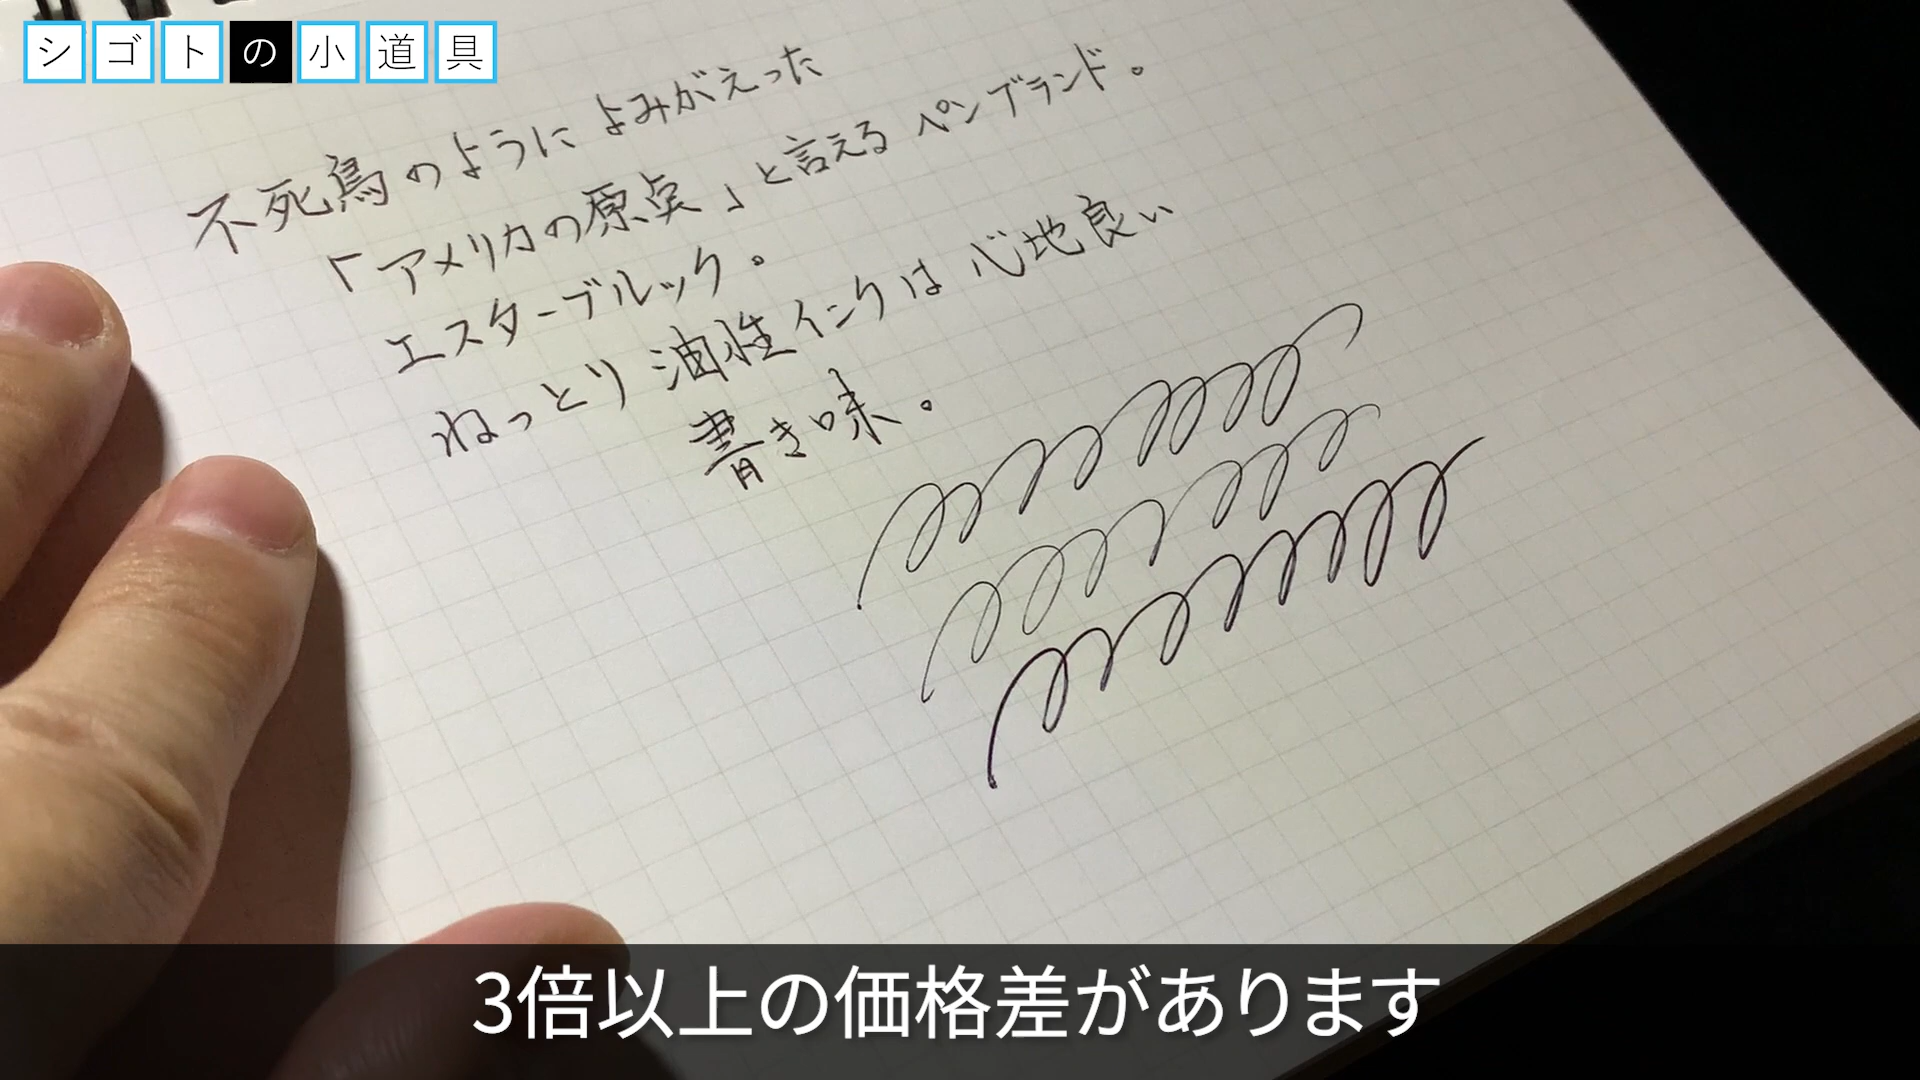 シゴトの小道具
不死鳥のようによみがえった
「アメリカの原点」と言えるペンブランド。
エスターブルック。
ねっとり油性インクは心地良い
書き味。
3倍以上の価格差があります